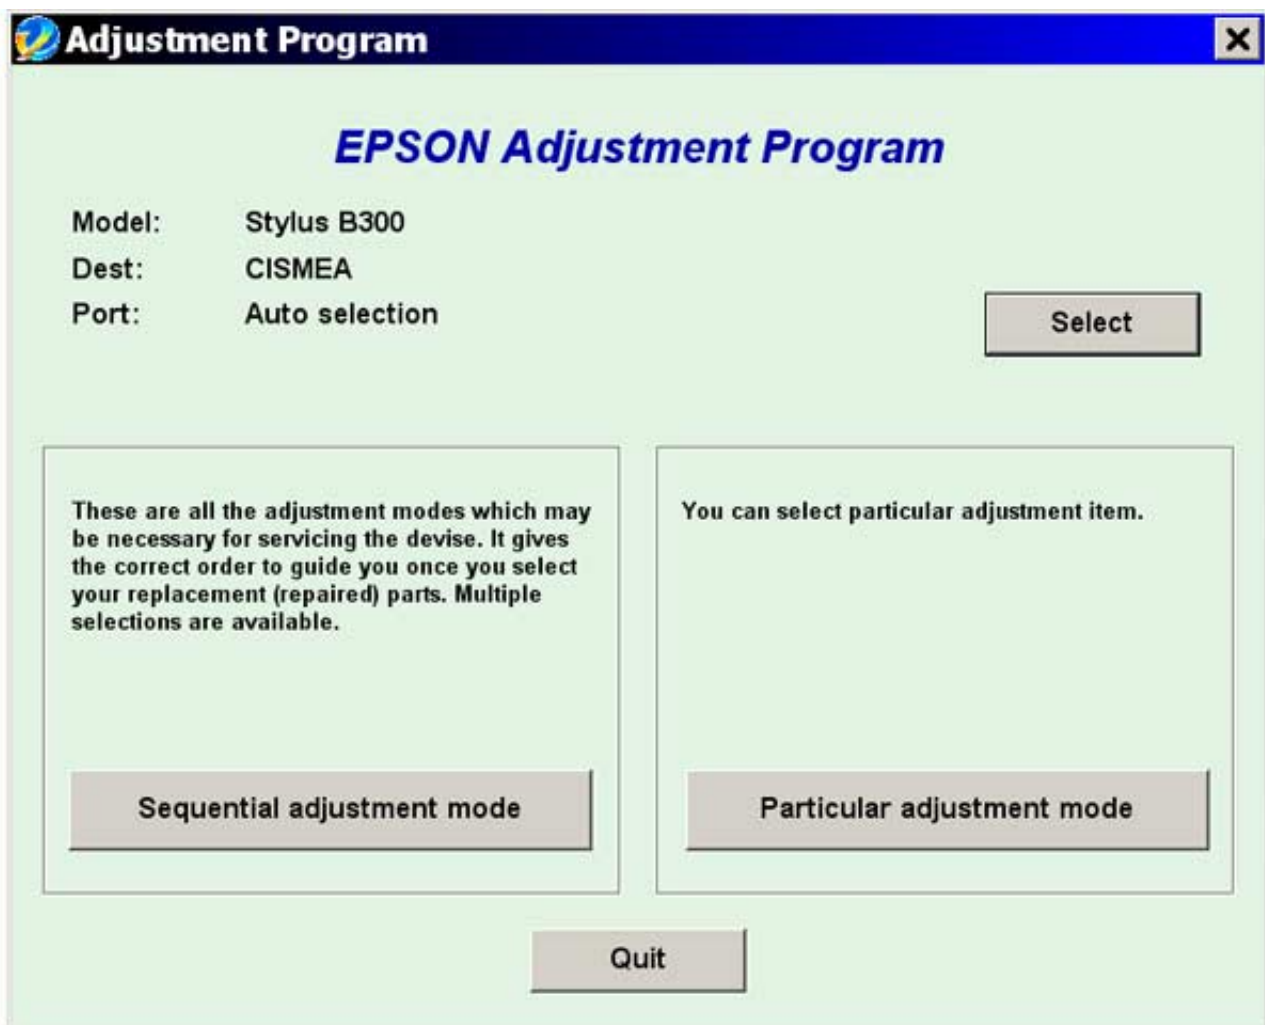 Adjustment Program
EPSON Adjustment Program
Model: Stylus B300
Dest: CISMEA
Port: Auto selection
Select
These are all the adjustment modes which may
be necessary for servicing the devise. It gives
the correct order to guide you once you select
your replacement (repaired) parts. Multiple
selections are available.
Sequential adjustment mode
You can select particular adjustment item.
Particular adjustment mode
Quit